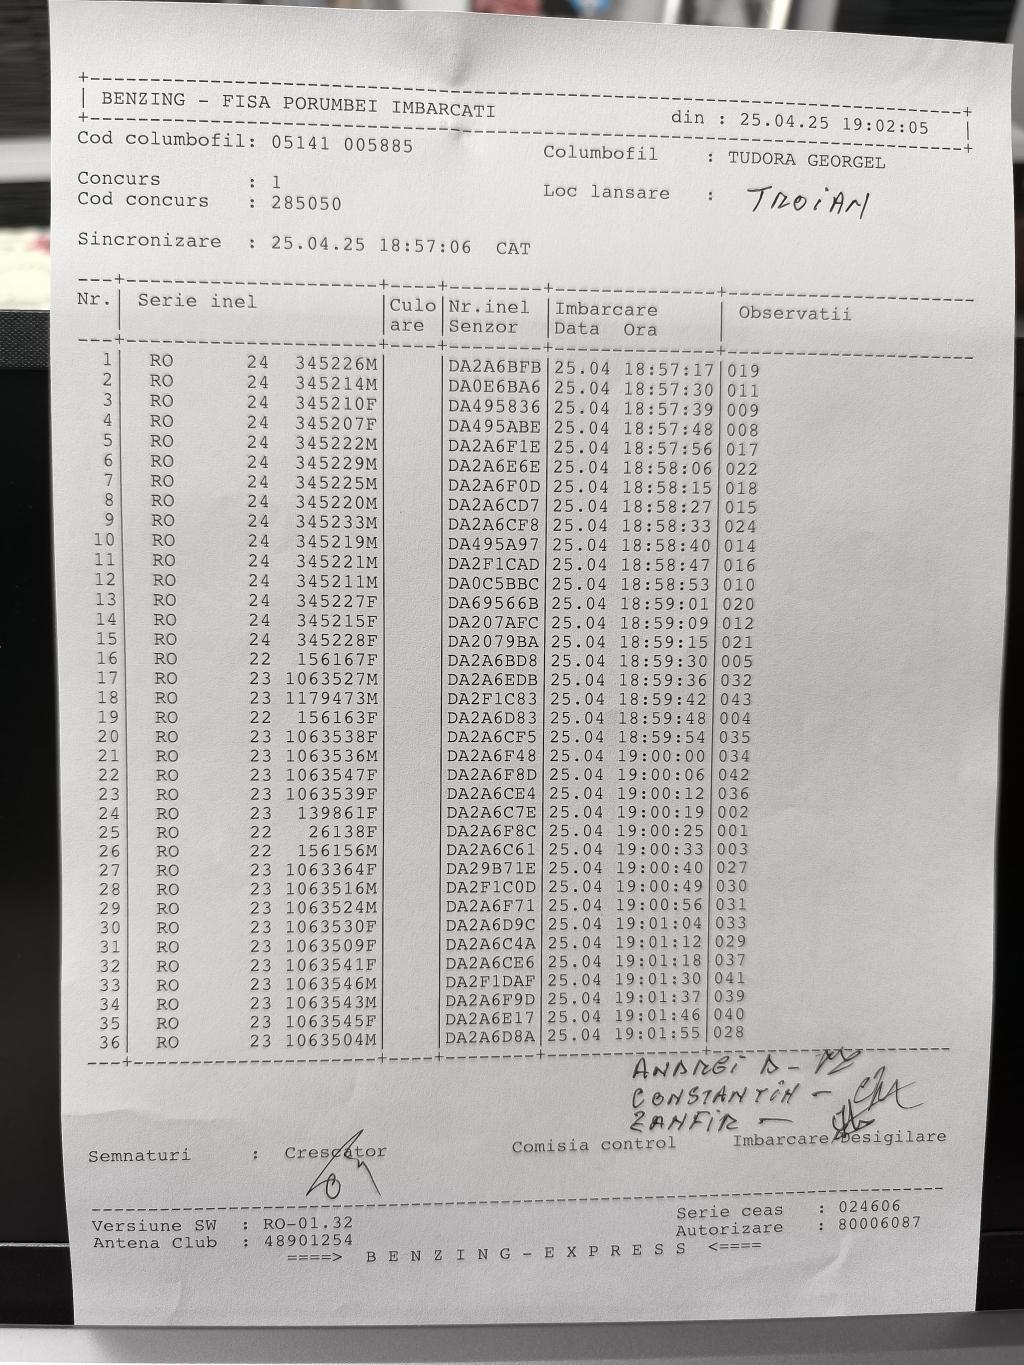 BENZING - FISA PORUMBEI IMBARCATI din : 25.04.25 19:02:05
Cod columbofil: 05141 005885 Columbofil : TUDORA GEORGEL
Concurs : 1 Loc lansare : TROIAN
Cod concurs : 285050
Sincronizare : 25.04.25 18:57:06 CAT
Nr. Serie inel Culo Nr.inel Imbarcare Observatii
are Senzor Data Ora
1 RO 24 345226M DA2A6BFB 25.04 18:57:17 019
2 RO 24 345214M DA0E6BA6 25.04 18:57:30 011
3 RO 24 345210F DA495836 25.04 18:57:39 009
4 RO 24 345207F DA495ABE 25.04 18:57:48 008
5 RO 24 345222M DA2A6F1E 25.04 18:57:56 017
6 RO 24 345229M DA2A6E6E 25.04 18:58:06 022
7 RO 24 345225M DA2A6F0D 25.04 18:58:15 018
8 RO 24 345220M DA2A6CD7 25.04 18:58:27 015
9 RO 24 345233M DA2A6CF8 25.04 18:58:33 024
10 RO 24 345219M DA495A97 25.04 18:58:40 014
11 RO 24 345221M DA2F1CAD 25.04 18:58:47 016
12 RO 24 345211M DA0C5BBC 25.04 18:58:53 010
13 RO 24 345227F DA69566B 25.04 18:59:01 020
14 RO 24 345215F DA207AFC 25.04 18:59:09 012
15 RO 24 345228F DA2079BA 25.04 18:59:15 021
16 RO 22 156167F DA2A6BD8 25.04 18:59:30 005
17 RO 23 1063527M DA2A6EDB 25.04 18:59:36 032
18 RO 23 1179473M DA2F1C83 25.04 18:59:42 043
19 RO 22 156163F DA2A6D83 25.04 18:59:48 004
20 RO 23 1063538F DA2A6CF5 25.04 18:59:54 035
21 RO 23 1063536M DA2A6F48 25.04 19:00:00 034
22 RO 23 1063547F DA2A6F8D 25.04 19:00:06 042
23 RO 23 1063539F DA2A6CE4 25.04 19:00:12 036
24 RO 23 139861F DA2A6C7E 25.04 19:00:19 002
25 RO 22 26138F DA2A6F8C 25.04 19:00:25 001
26 RO 22 156156M DA2A6C61 25.04 19:00:33 003
27 RO 23 1063364F DA29B71E 25.04 19:00:40 027
28 RO 23 1063516M DA2F1C0D 25.04 19:00:49 030
29 RO 23 1063524M DA2A6F71 25.04 19:00:56 031
30 RO 23 1063530F DA2A6D9C 25.04 19:01:04 033
31 RO 23 1063509F DA2A6C4A 25.04 19:01:12 029
32 RO 23 1063541F DA2A6CE6 25.04 19:01:18 037
33 RO 23 1063546M DA2F1DAF 25.04 19:01:30 041
34 RO 23 1063543M DA2A6F9D 25.04 19:01:37 039
35 RO 23 1063545F DA2A6E17 25.04 19:01:46 040
36 RO 23 1063504M DA2A6D8A 25.04 19:01:55 028
ANDREI D -
CONSTANTIN -
ZANFIR -
Semnaturi : Crescator Comisia control Imbarcare/Desigilare
Versiune SW : RO-01.32 Serie ceas : 024606
Antena Club : 48901254 Autorizare : 80006087
====> B E N Z I N G - E X P R E S S <====